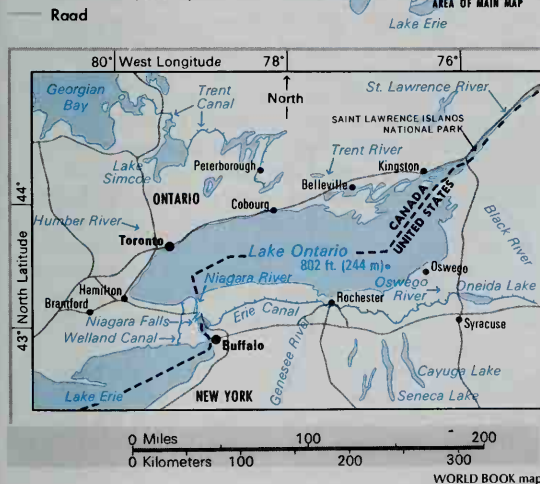 Road
AREA OF MAIN MAP
Lake Erie
80° West Longitude 78° 76°
Georgian
Bay
Trent
Canal
North
St. Lawrence River
SAINT LAWRENCE ISLANDS
NATIONAL PARK
Lake
Simcoe
Peterborough
Trent River
Kingston
Belleville
ONTARIO
44°
Cobourg
CANADA
UNITED STATES
Humber River
Black River
Toronto
Lake Ontario
802 ft. (244 m)
Oswego
North Latitude
Niagara River
Oswego
River
Oneida Lake
Hamilton
Brantford
Rochester
Erie Canal
Niagara Falls
Welland Canal
43°
Syracuse
Buffalo
Genesee River
Cayuga Lake
Seneca Lake
Lake Erie
NEW YORK
0 Miles 100 200
0 Kilometers 100 200 300
WORLD BOOK map